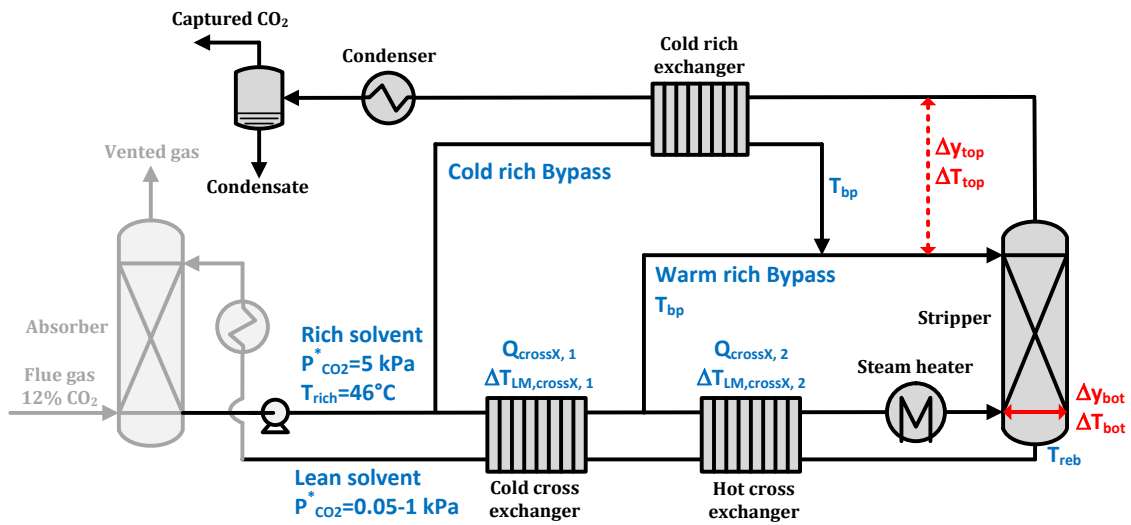 Captured CO₂
Condenser
Cold rich
exchanger
Vented gas
Condensate
Cold rich Bypass
Δy_top
ΔT_top
T_bp
Warm rich Bypass
T_bp
Absorber
Stripper
Rich solvent
P*_CO2=5 kPa
T_rich=46°C
Q_crossX, 1
ΔT_LM,crossX, 1
Q_crossX, 2
ΔT_LM,crossX, 2
Steam heater
Flue gas
12% CO₂
Δy_bot
ΔT_bot
T_reb
Lean solvent
P*_CO2=0.05-1 kPa
Cold cross
exchanger
Hot cross
exchanger